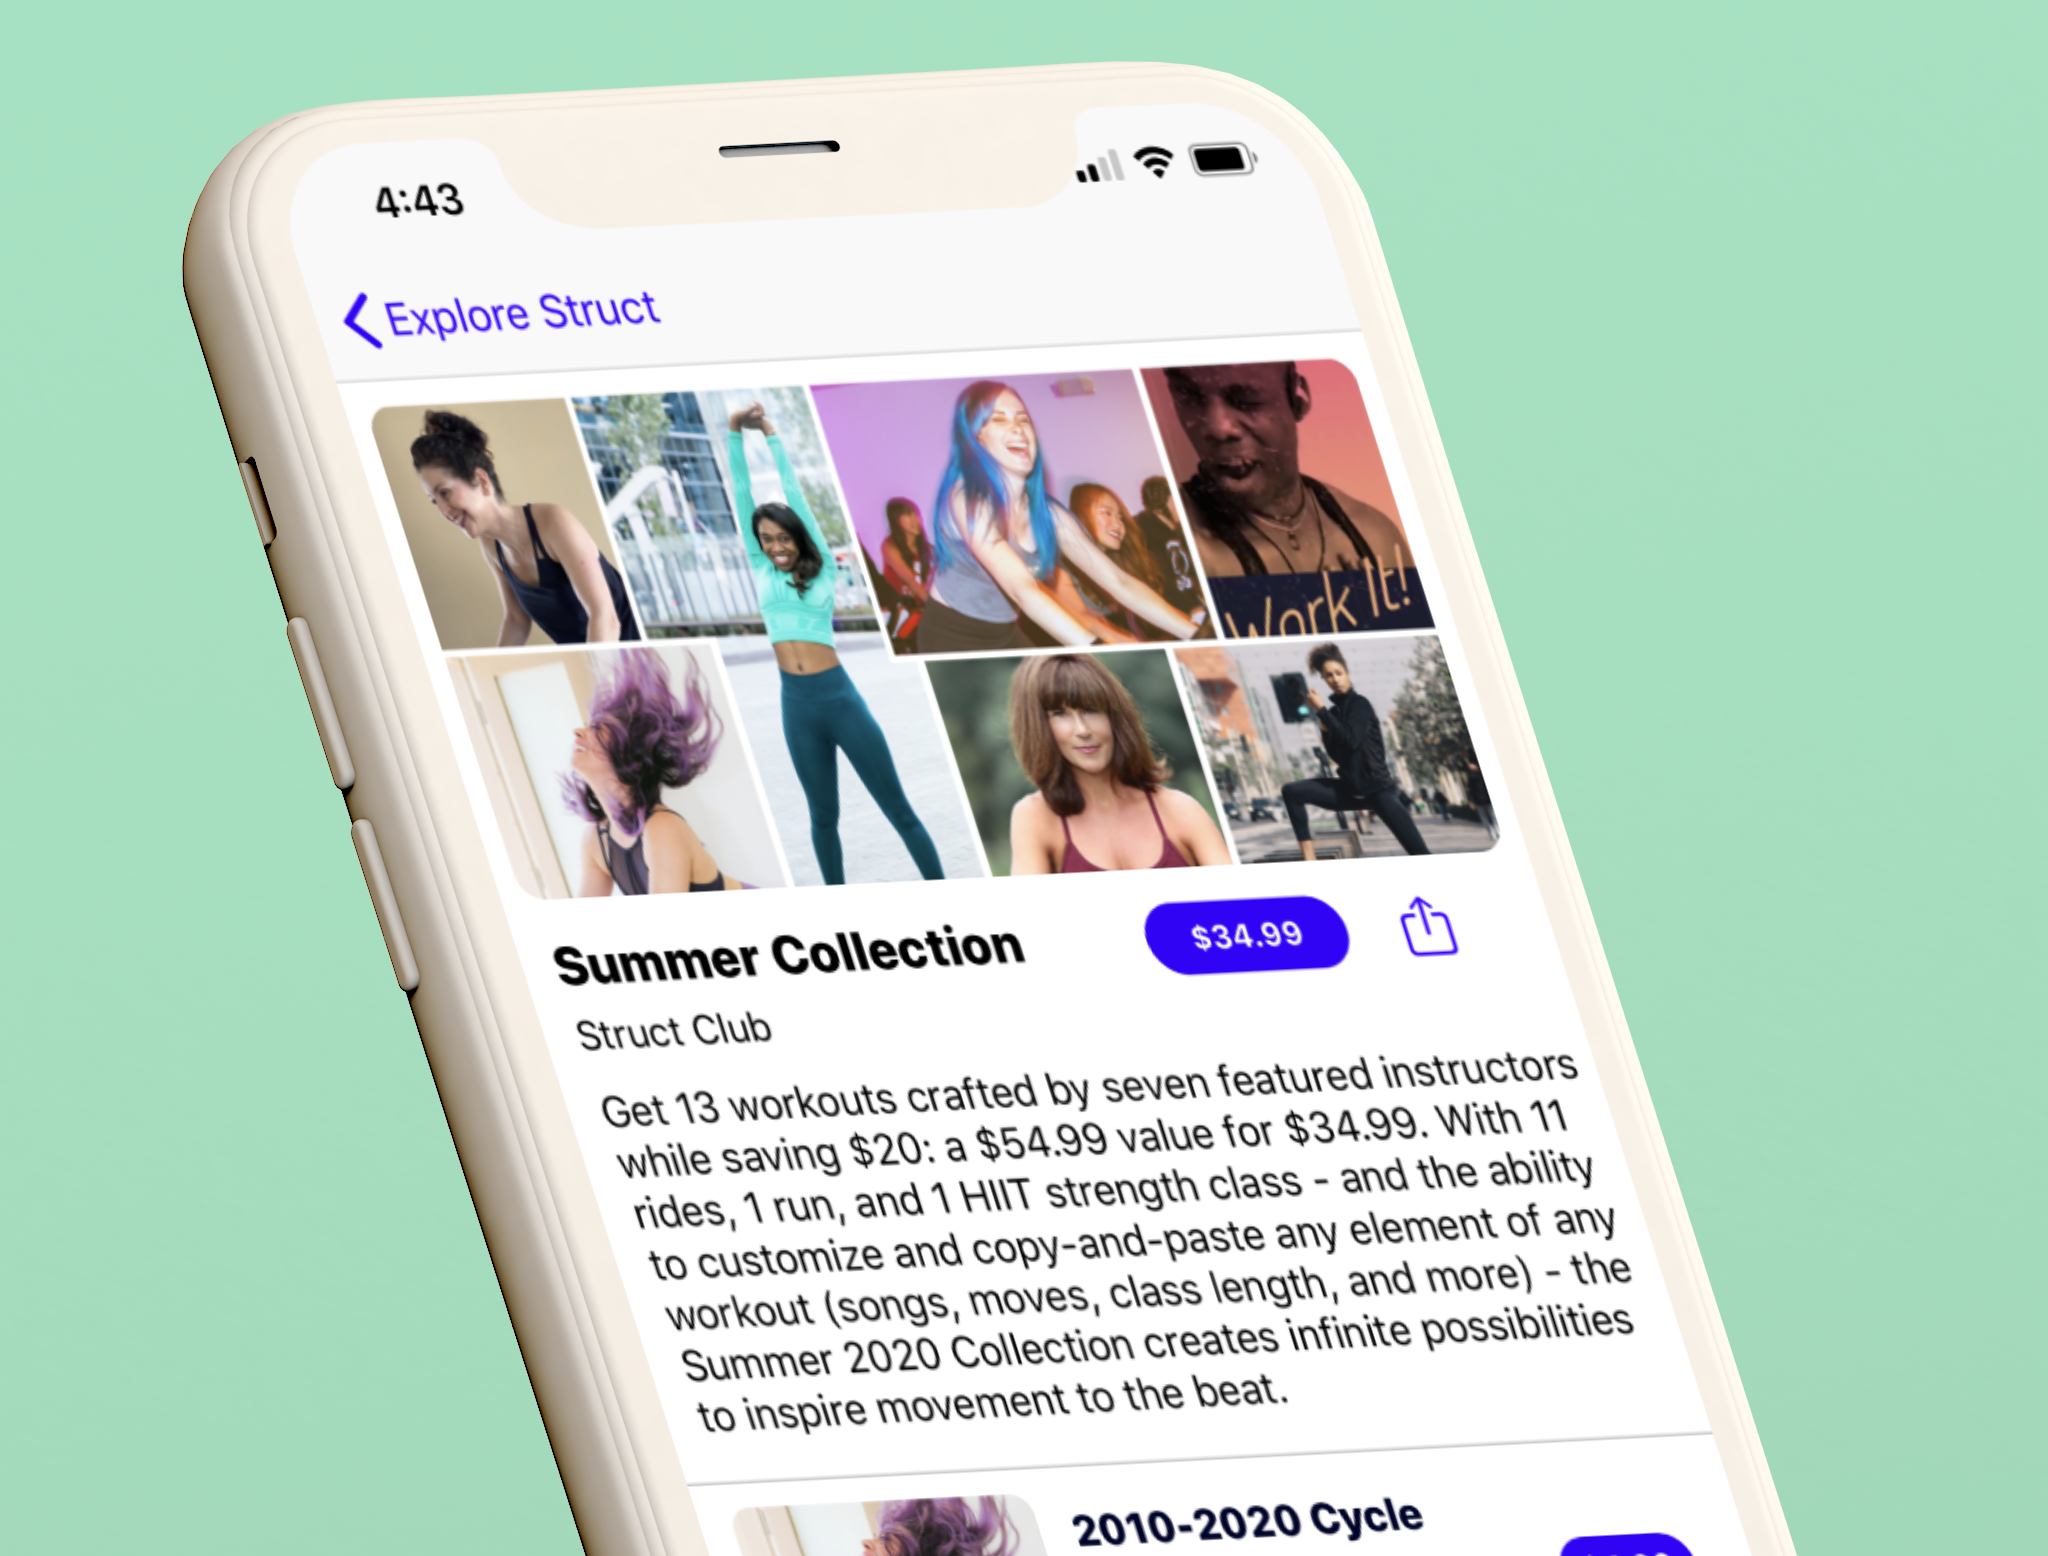 4:43
Explore Struct
Work It!
Summer Collection
$34.99
Struct Club
Get 13 workouts crafted by seven featured instructors
while saving $20: a $54.99 value for $34.99. With 11
rides, 1 run, and 1 HIIT strength class - and the ability
to customize and copy-and-paste any element of any
workout (songs, moves, class length, and more) - the
Summer 2020 Collection creates infinite possibilities
to inspire movement to the beat.
2010-2020 Cycle